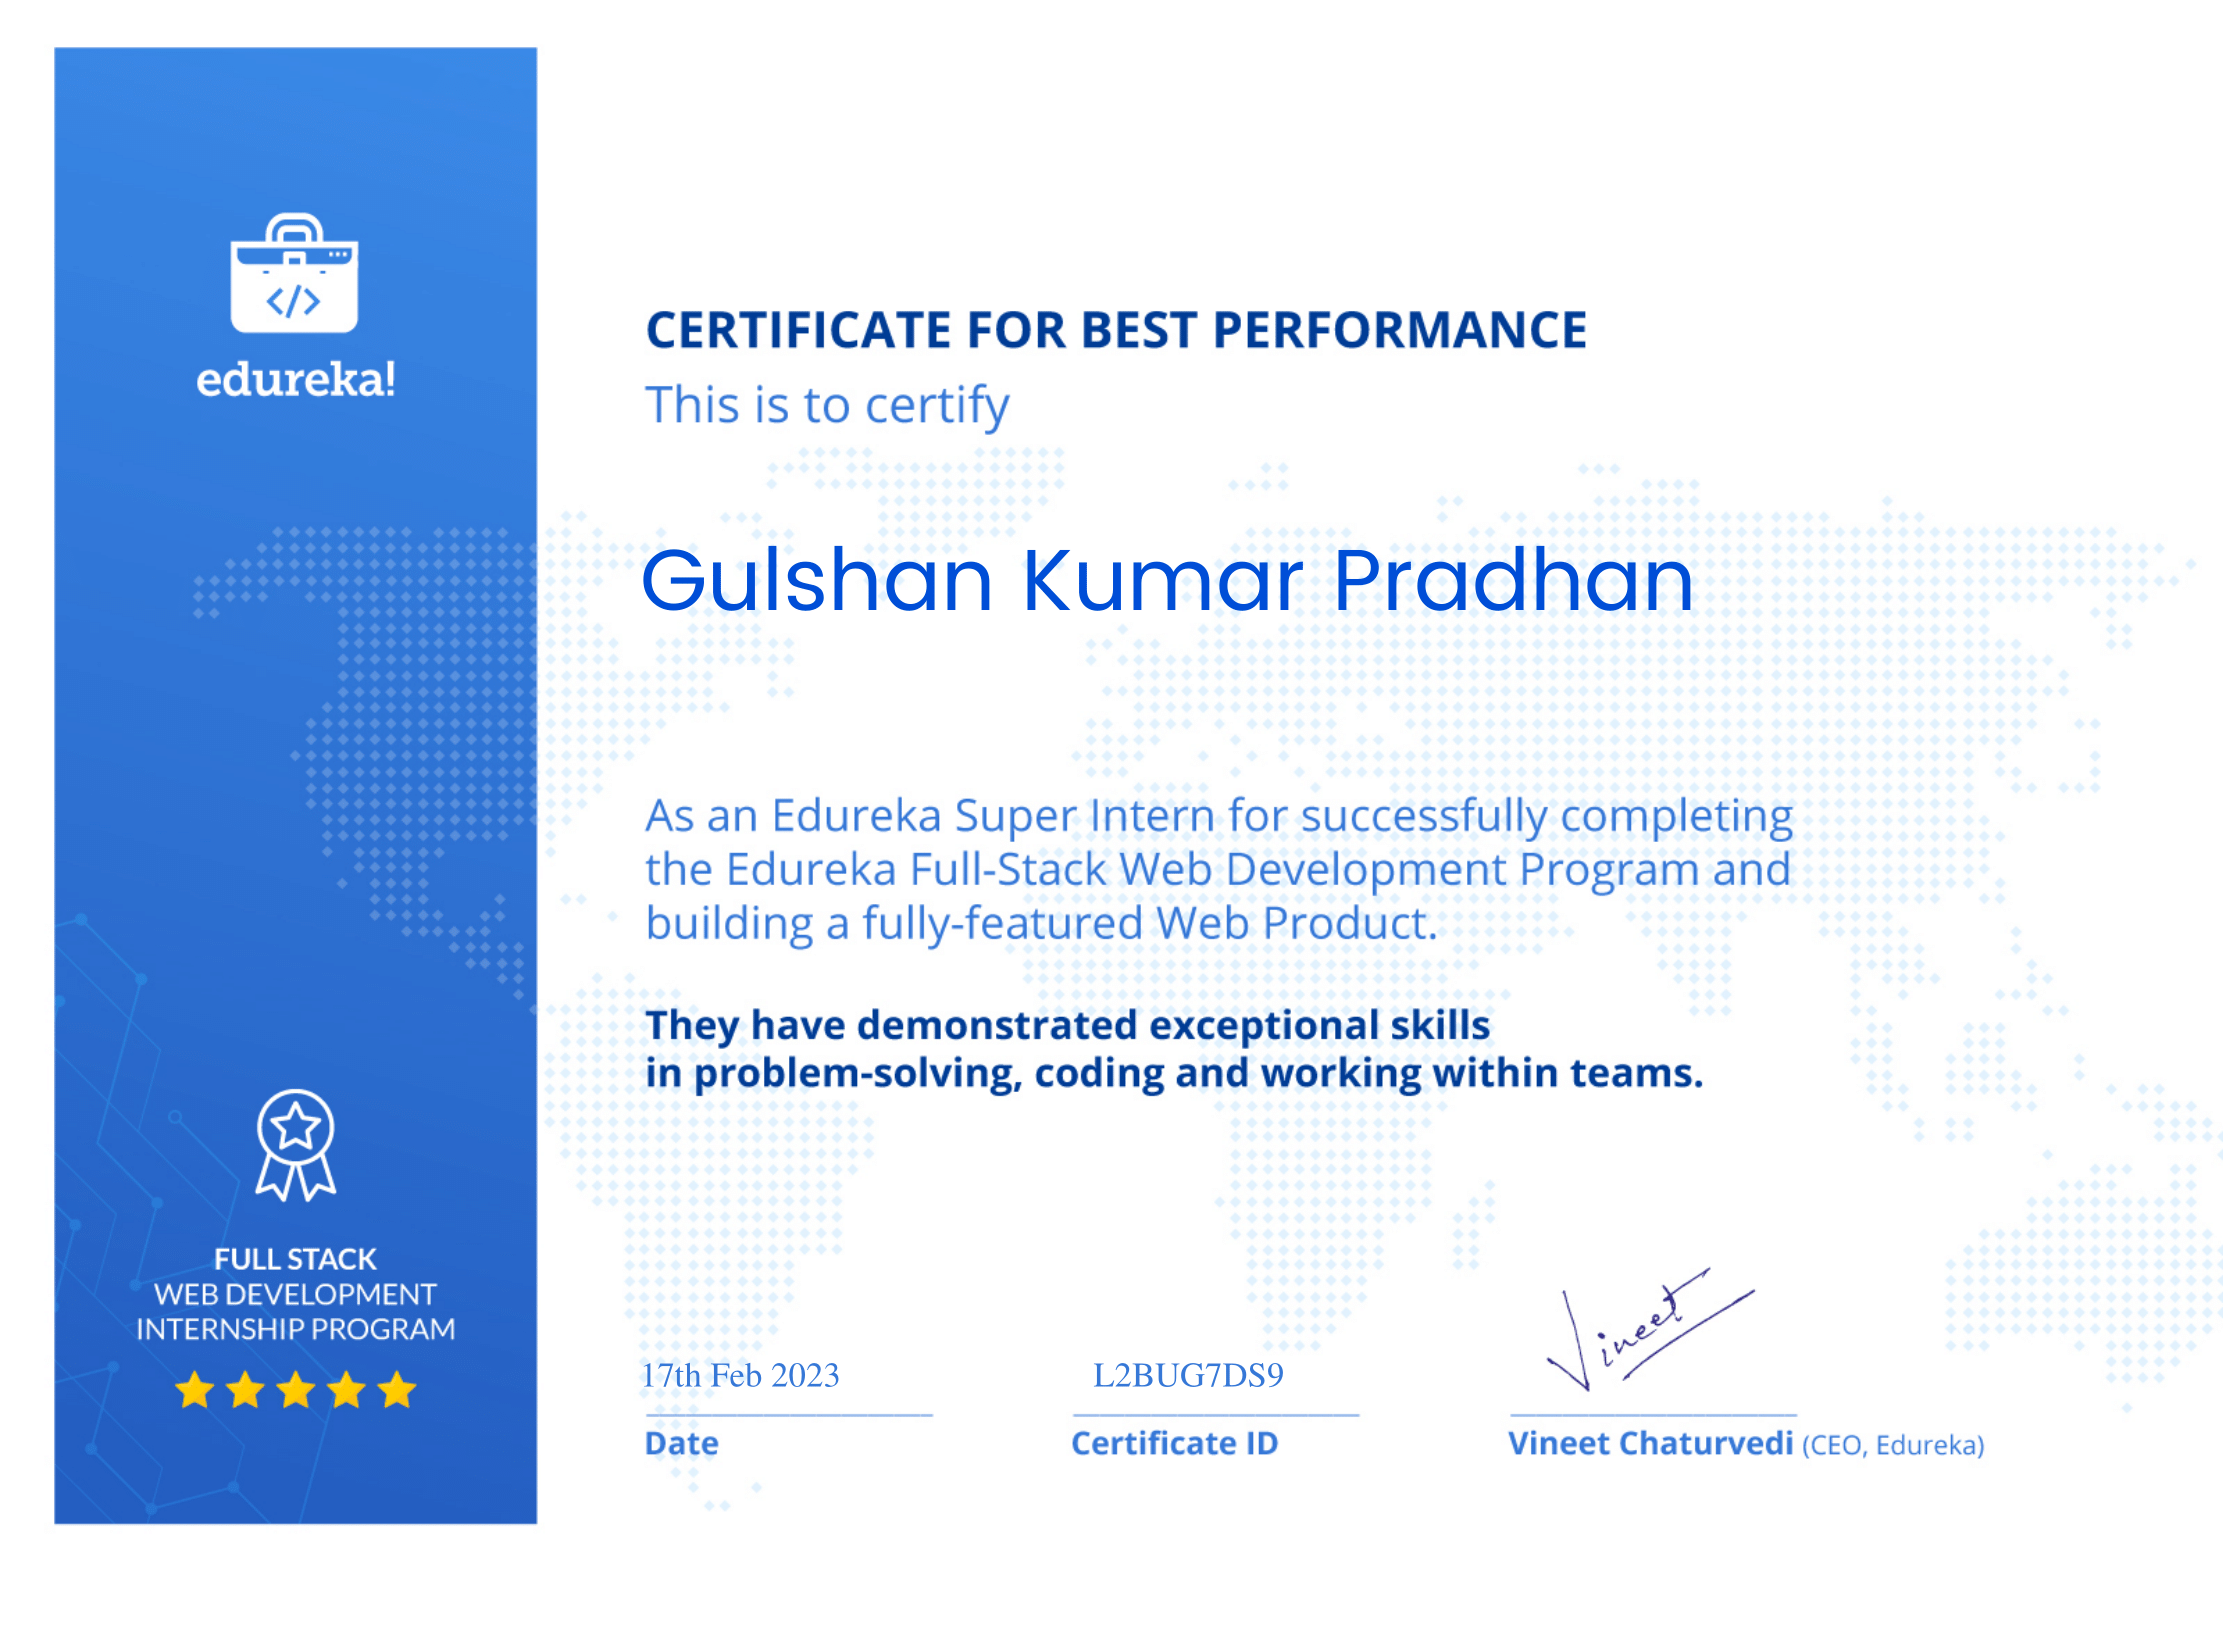 edureka!
CERTIFICATE FOR BEST PERFORMANCE
This is to certify
Gulshan Kumar Pradhan
As an Edureka Super Intern for successfully completing
the Edureka Full-Stack Web Development Program and
building a fully-featured Web Product.
They have demonstrated exceptional skills
in problem-solving, coding and working within teams.
FULL STACK
WEB DEVELOPMENT
INTERNSHIP PROGRAM
17th Feb 2023
Date
L2BUG7DS9
Certificate ID
Vineet
Vineet Chaturvedi (CEO, Edureka)